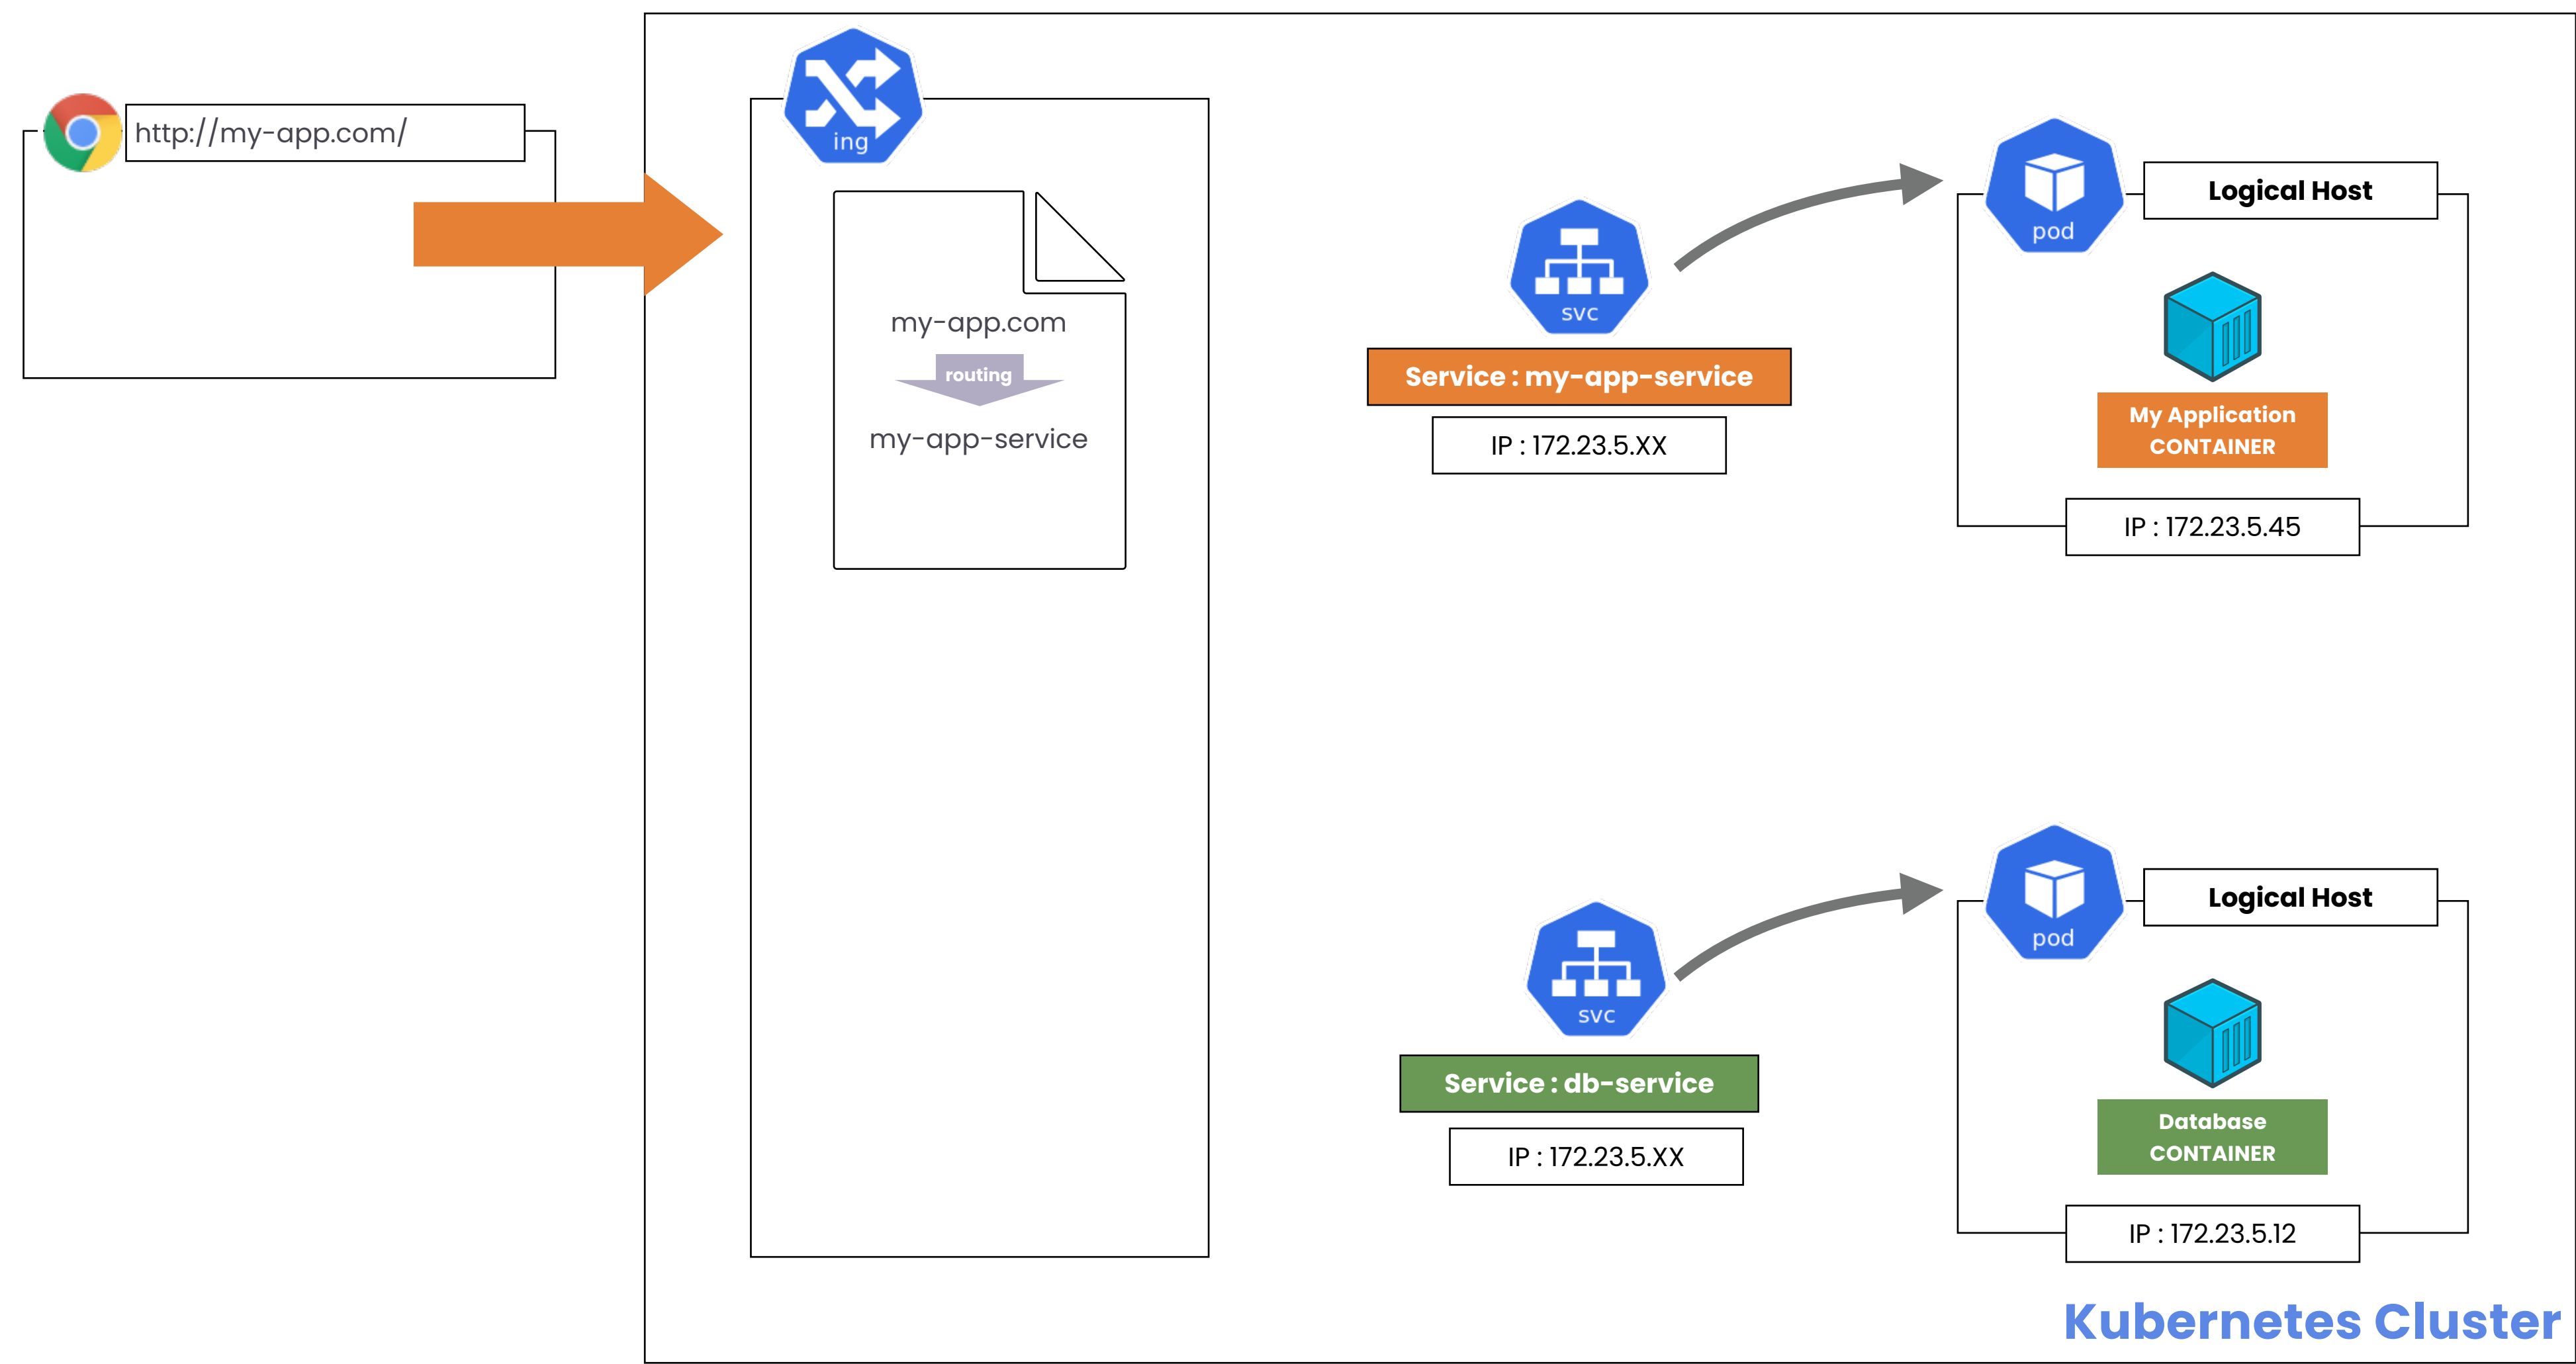 http://my-app.com/
ing
my-app.com
routing
my-app-service
svc
Service : my-app-service
IP : 172.23.5.XX
pod
Logical Host
My Application
CONTAINER
IP : 172.23.5.45
svc
Service : db-service
IP : 172.23.5.XX
pod
Logical Host
Database
CONTAINER
IP : 172.23.5.12
Kubernetes Cluster